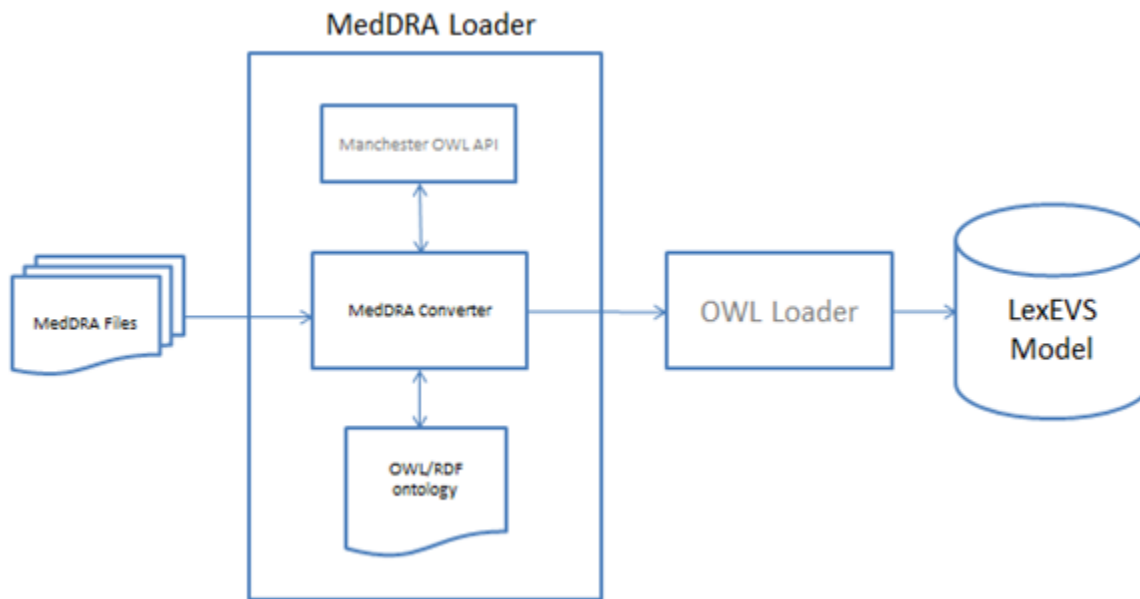 MedDRA Loader
Manchester OWL API
MedDRA Files
MedDRA Converter
OWL Loader
LexEVS
Model
OWL/RDF
ontology